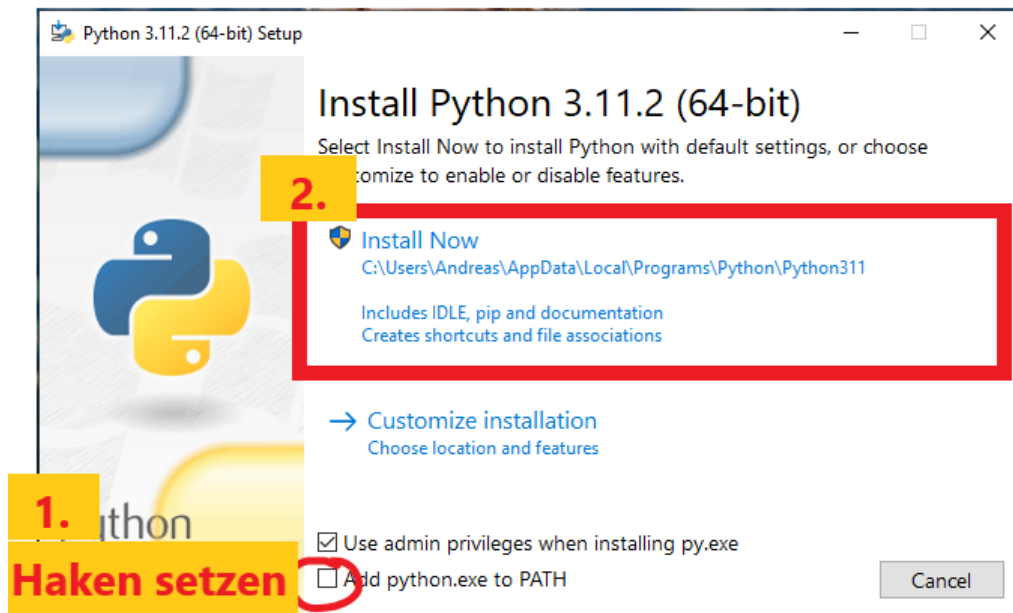 Python 3.11.2 (64-bit) Setup
Install Python 3.11.2 (64-bit)
Select Install Now to install Python with default settings, or choose
tomize to enable or disable features.
2.
Install Now
C:\Users\Andreas\AppData\Local\Programs\Python\Python311
Includes IDLE, pip and documentation
Creates shortcuts and file associations
Customize installation
Choose location and features
1.
thon
Haken setzen
Use admin privileges when installing py.exe
Add python.exe to PATH
Cancel